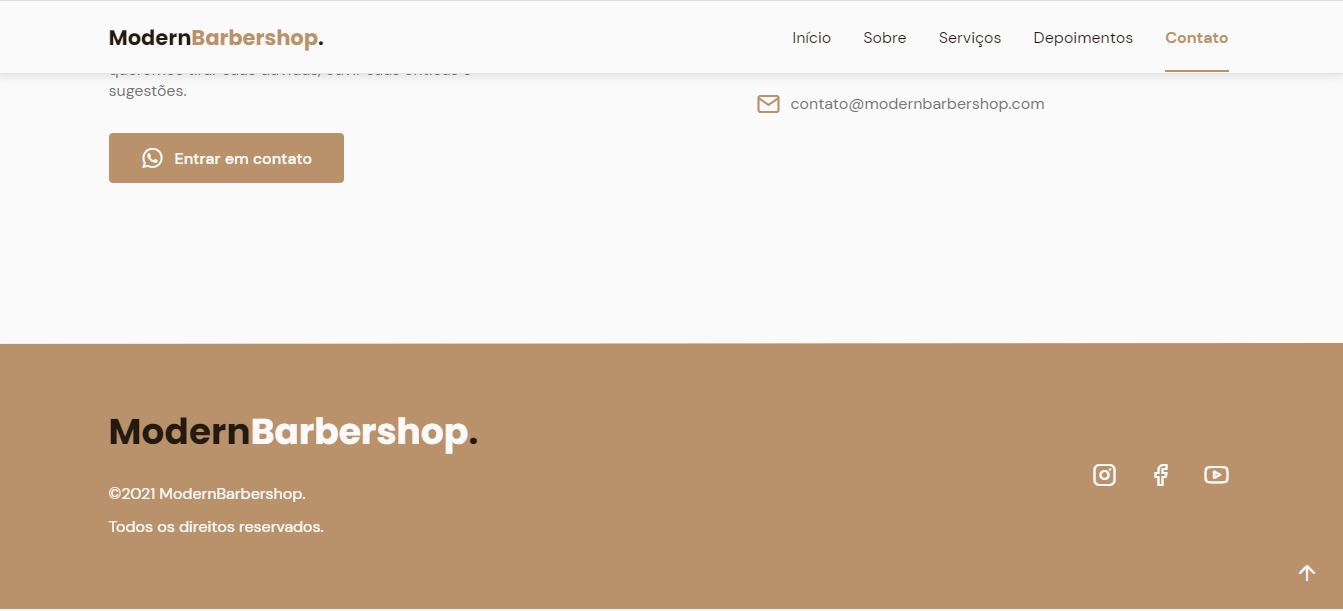 ModernBarbershop.
Início Sobre Serviços Depoimentos Contato
sugestões.
contato@modernbarbershop.com
Entrar em contato
ModernBarbershop.
©2021 ModernBarbershop.
Todos os direitos reservados.